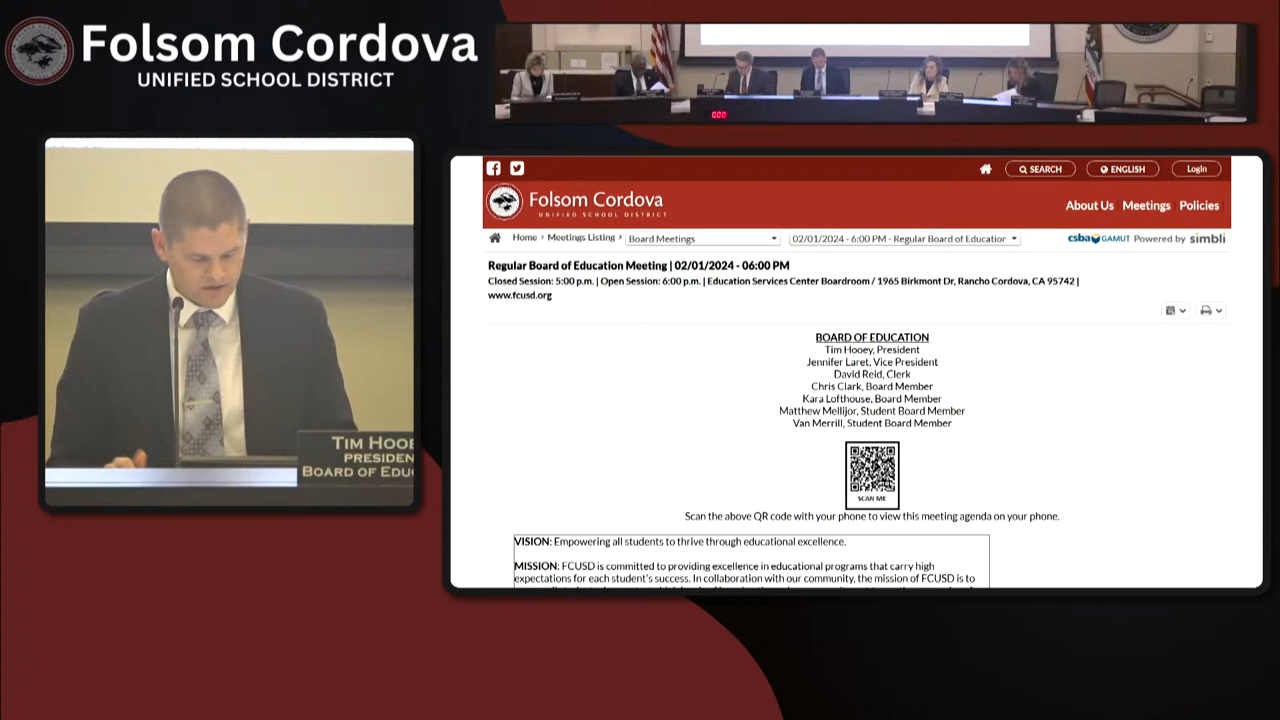 Folsom Cordova
UNIFIED SCHOOL DISTRICT
0:00
TIM HOOE
PRESIDEN
BOARD OF EDU
SEARCH
ENGLISH
Login
Folsom Cordova
UNIFIED SCHOOL DISTRICT
About Us Meetings Policies
Home › Meetings Listing › Board Meetings 02/01/2024 - 6:00 PM - Regular Board of Education
csba GAMUT Powered by simbli
Regular Board of Education Meeting | 02/01/2024 - 06:00 PM
Closed Session: 5:00 p.m. | Open Session: 6:00 p.m. | Education Services Center Boardroom / 1965 Birkmont Dr, Rancho Cordova, CA 95742 |
www.fcusd.org
BOARD OF EDUCATION
Tim Hooey, President
Jennifer Laret, Vice President
David Reid, Clerk
Chris Clark, Board Member
Kara Lofthouse, Board Member
Matthew Mellijor, Student Board Member
Van Merrill, Student Board Member
SCAN ME
Scan the above QR code with your phone to view this meeting agenda on your phone.
VISION: Empowering all students to thrive through educational excellence.
MISSION: FCUSD is committed to providing excellence in educational programs that carry high
expectations for each student's success. In collaboration with our community, the mission of FCUSD is to